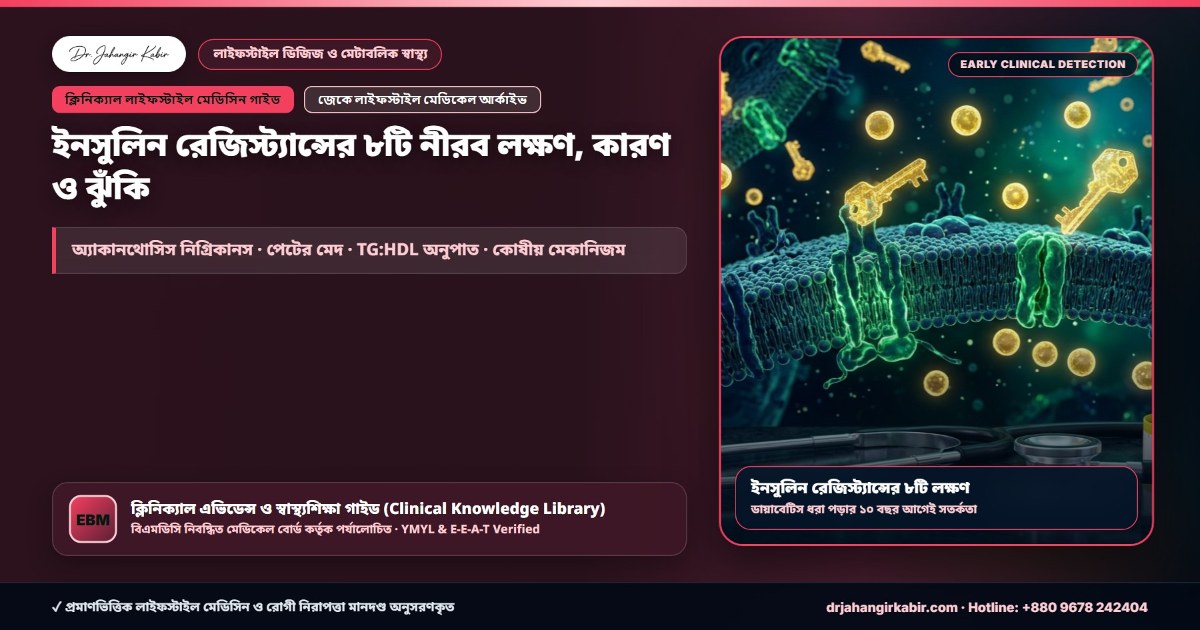 Dr. Jahangir Kabir
লাইফস্টাইল ডিজিজ ও মেটাবলিক স্বাস্থ্য
ক্লিনিক্যাল লাইফস্টাইল মেডিসিন গাইড
জেকে লাইফস্টাইল মেডিকেল আর্কাইভ
ইনসুলিন রেজিস্ট্যান্সের ৮টি নীরব লক্ষণ, কারণ
ও ঝুঁকি
অ্যাকানথোসিস নিগ্রিকানস · পেটের মেদ · TG:HDL অনুপাত · কোষীয় মেকানিজম
EBM
ক্লিনিক্যাল এভিডেন্স ও স্বাস্থ্যশিক্ষা গাইড (Clinical Knowledge Library)
বিএমডিসি নিবন্ধিত মেডিকেল বোর্ড কর্তৃক পর্যালোচিত · YMYL & E-E-A-T Verified
EARLY CLINICAL DETECTION
ইনসুলিন রেজিস্ট্যান্সের ৮টি লক্ষণ
ডায়াবেটিস ধরা পড়ার ১০ বছর আগেই সতর্কতা
✓ প্রমাণভিত্তিক লাইফস্টাইল মেডিসিন ও রোগী নিরাপত্তা মানদণ্ড অনুসরণকৃত
drjahangirkabir.com · Hotline: +880 9678 242404